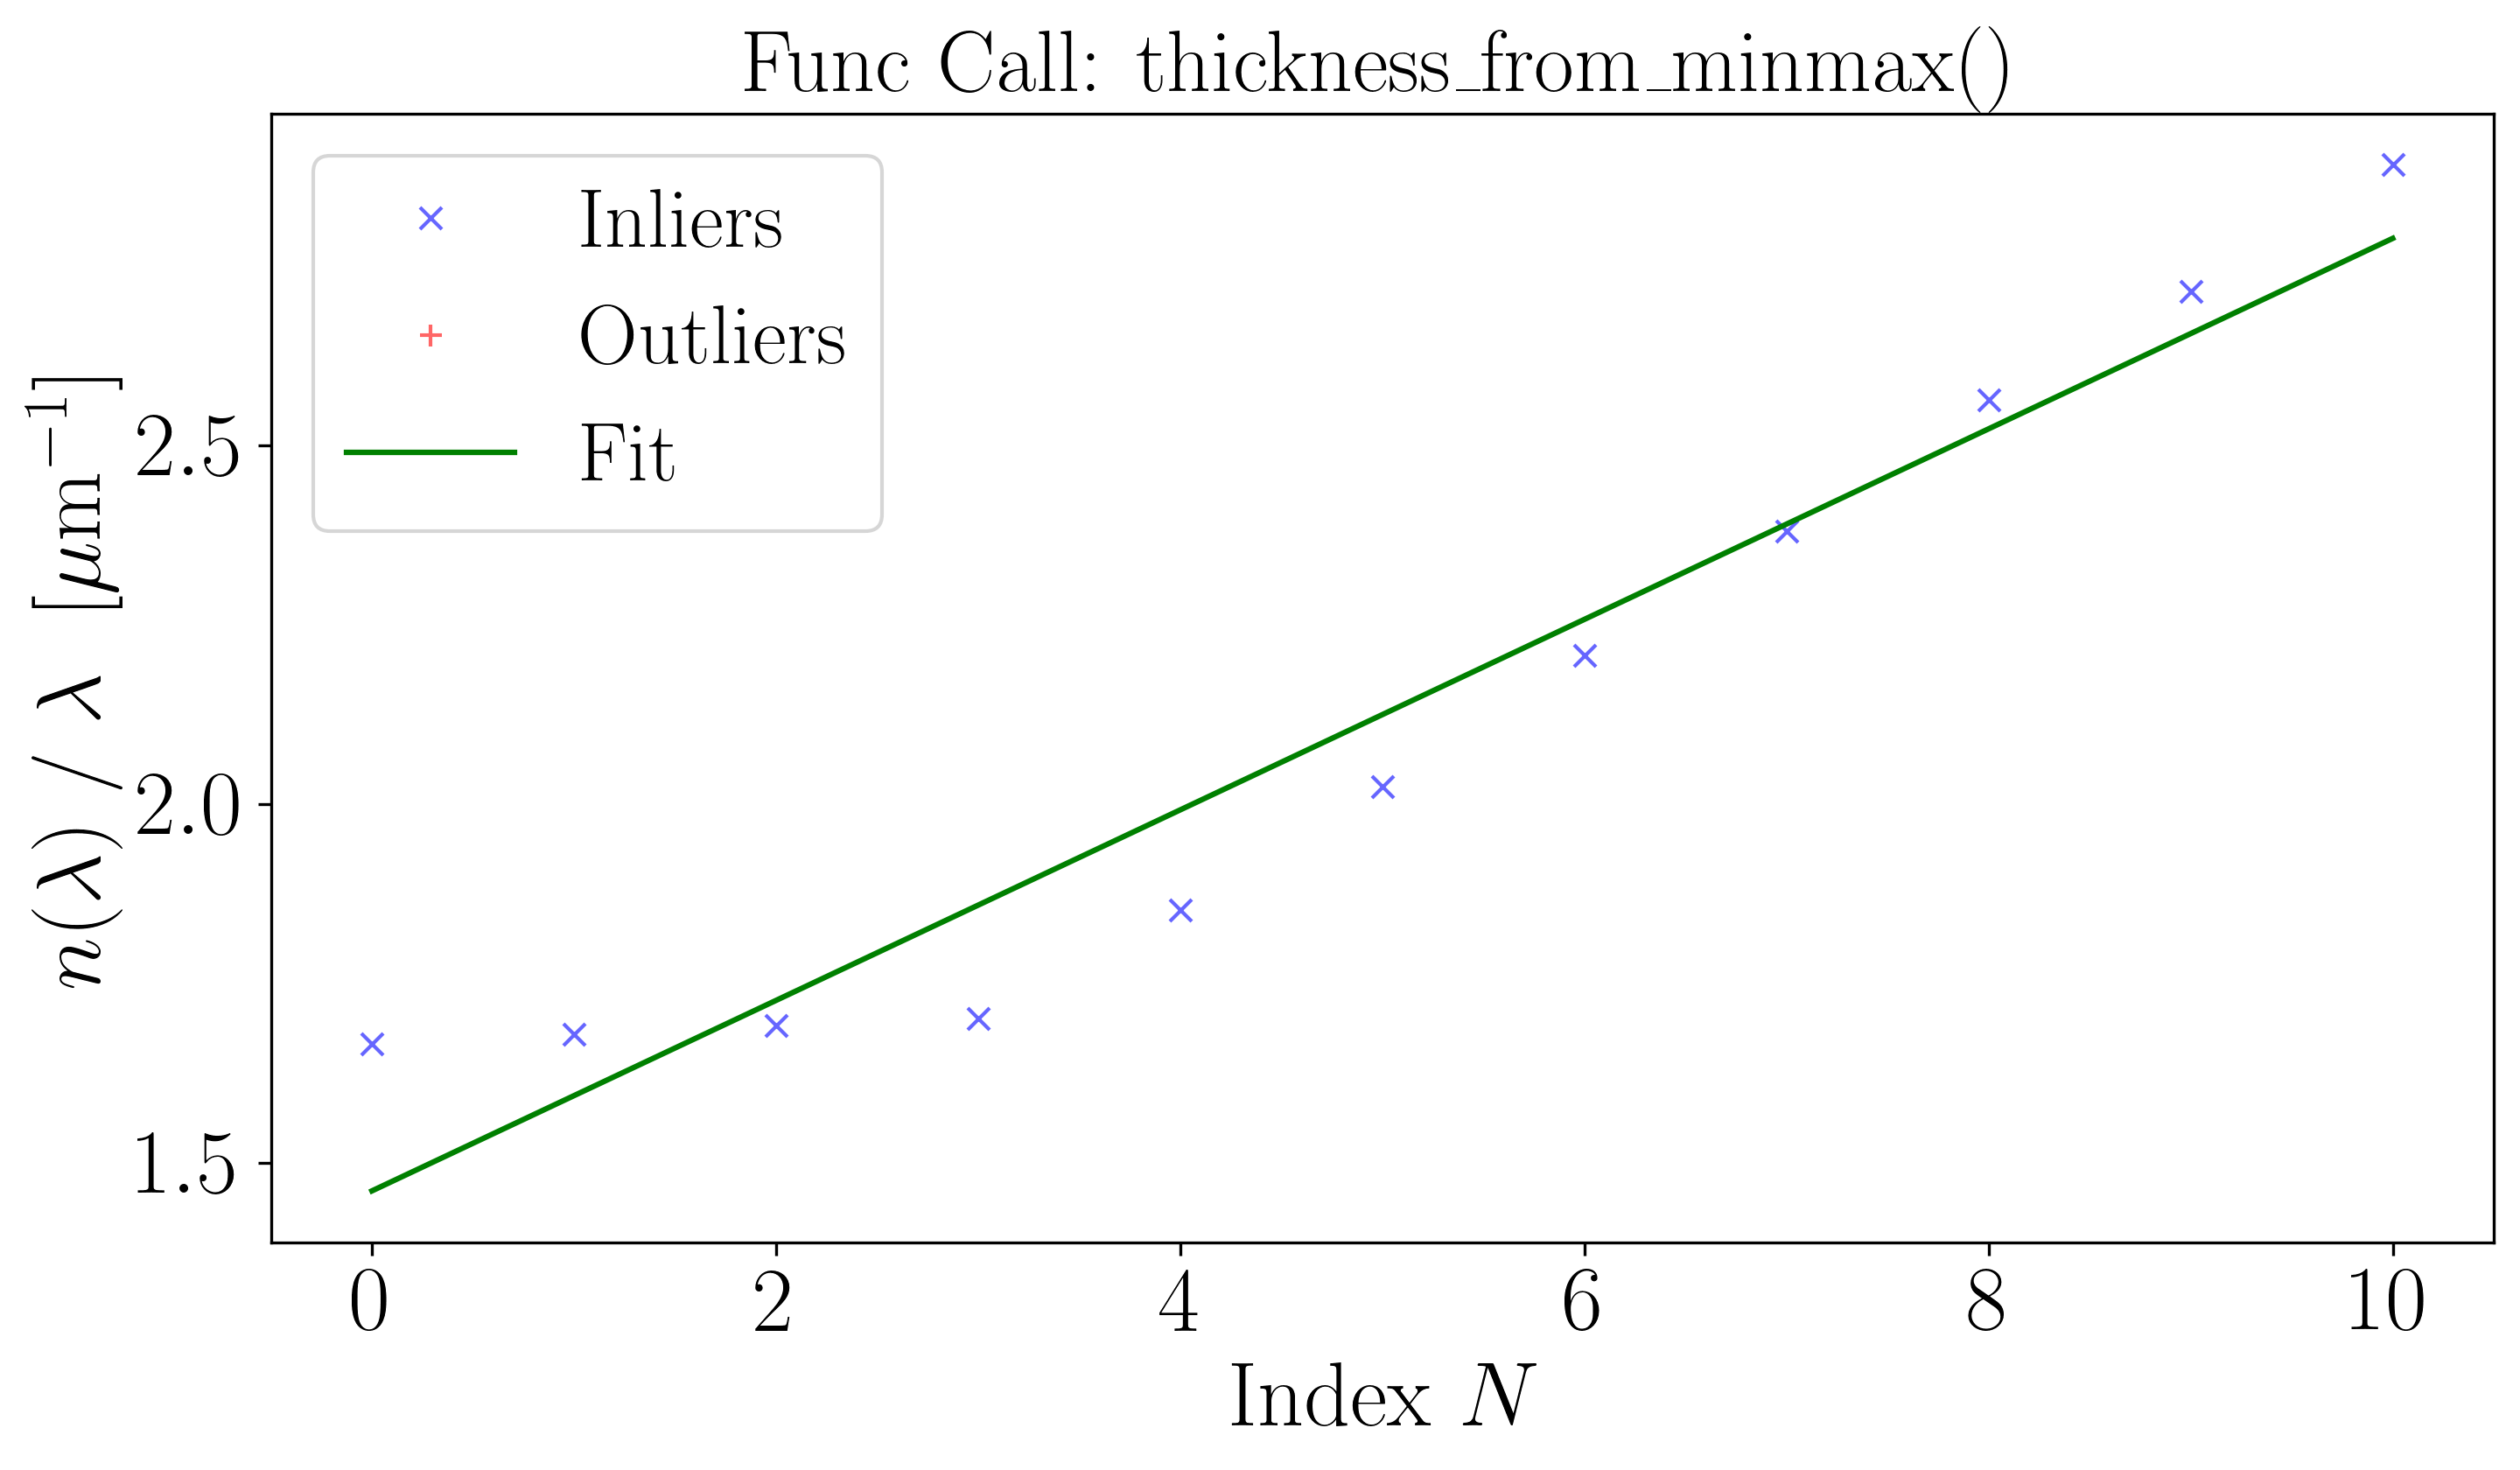 Func Call: thickness_from_minmax()
Inliers
Outliers
Fit
n(λ) / λ [μm⁻¹]
2.5
2.0
1.5
0 2 4 6 8 10
Index N